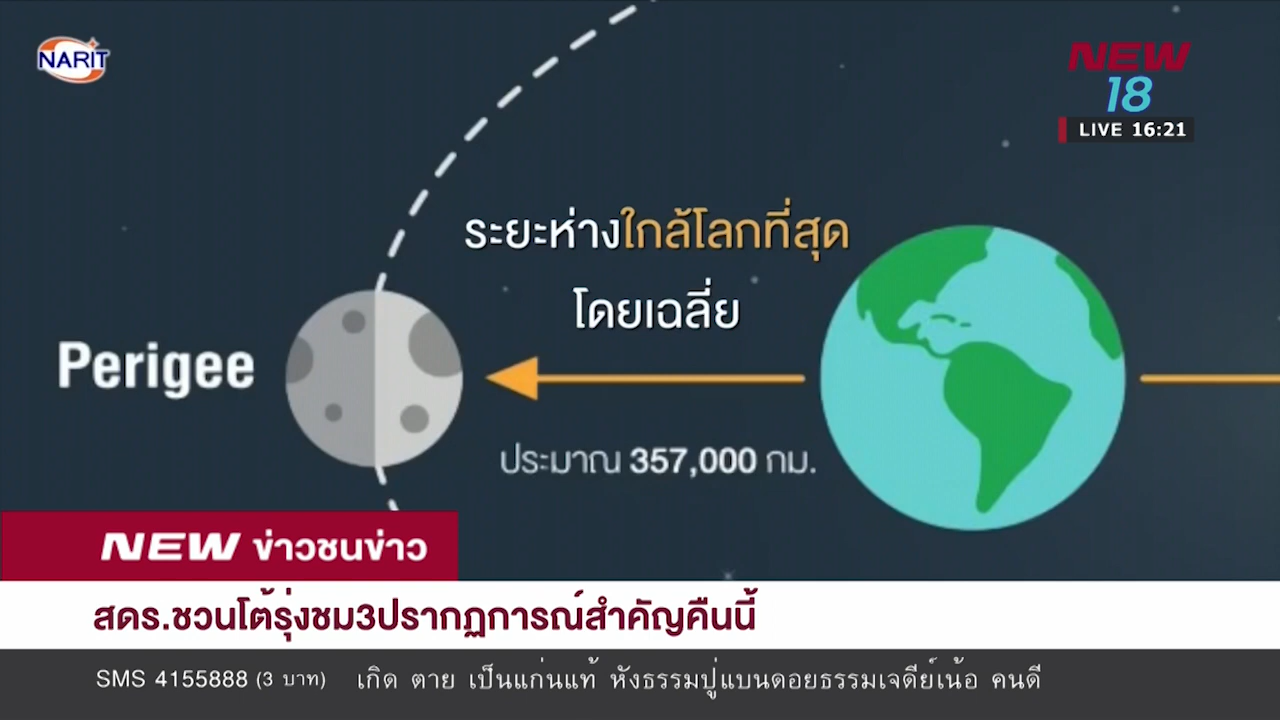 NARIT
NEW
18
LIVE 16:21
ระยะห่างใกล้โลกที่สุด
โดยเฉลี่ย
Perigee
ประมาณ 357,000 กม.
NEW ข่าวชนข่าว
สดร.ชวนโต้รุ่งชม3ปรากฏการณ์สำคัญคืนนี้
SMS 4155888 (3 บาท) เกิด ตาย เป็นแก่นแท้ หังธรรมปู่แบนดอยธรรมเจดีย์เน้อ คนดี